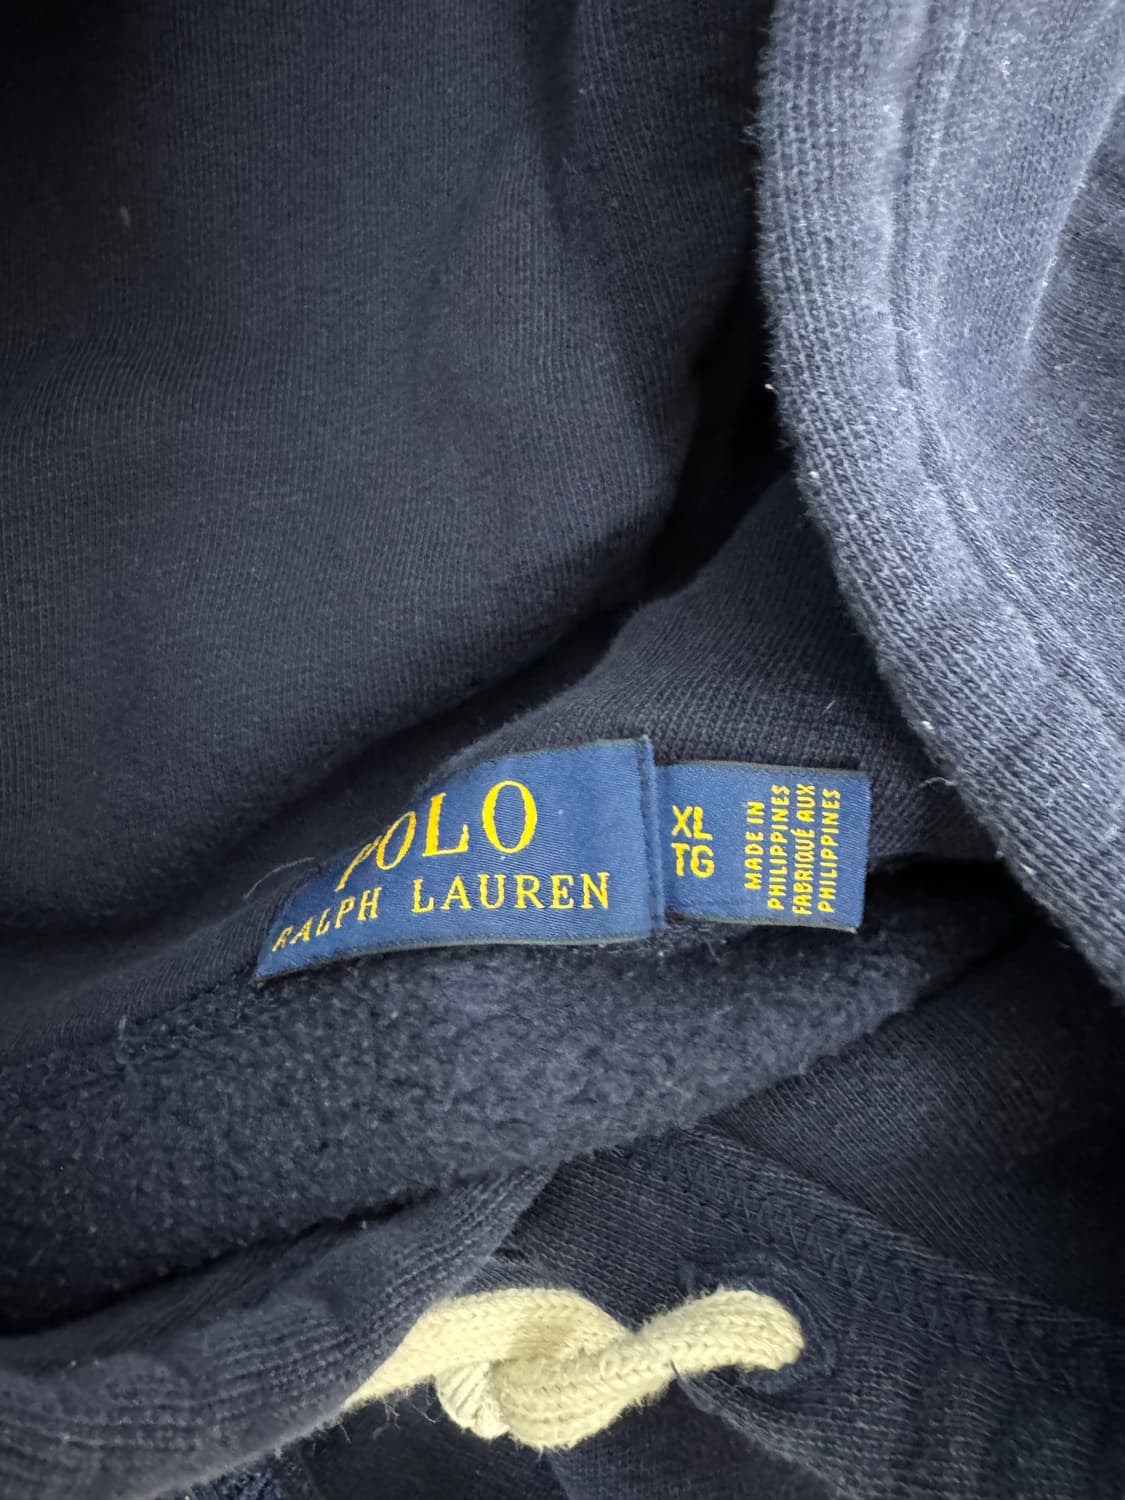 POLO
RALPH LAUREN
XL
TG
MADE IN
PHILIPPINES
FABRIQUÉ AUX
PHILIPPINES